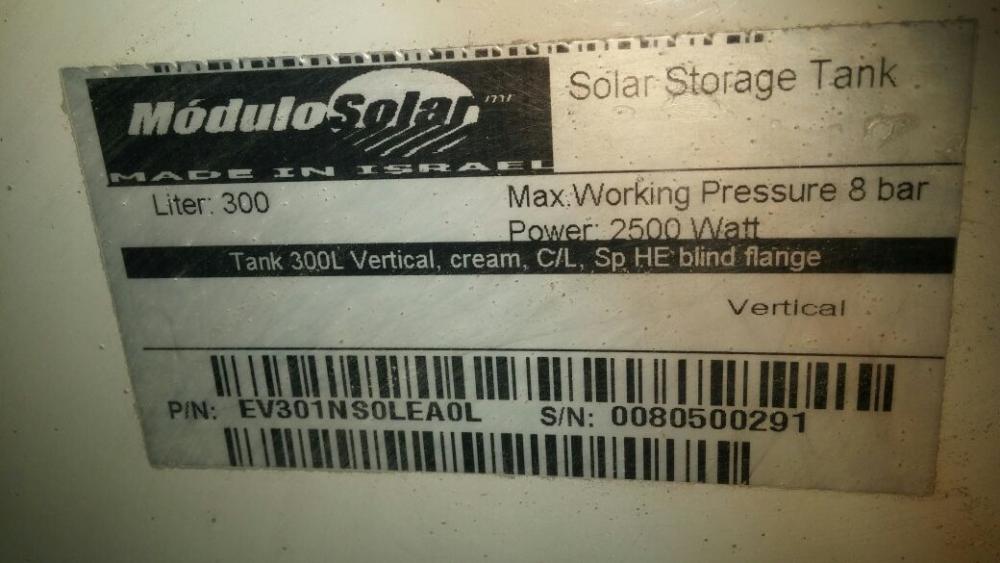 MóduloSolar mr
MADE IN ISRAEL
Solar Storage Tank
Liter: 300
Max.Working Pressure 8 bar
Power: 2500 Watt
Tank 300L Vertical, cream, C/L, Sp HE blind flange
Vertical
P/N: EV301NS0LEA0L S/N: 0080500291